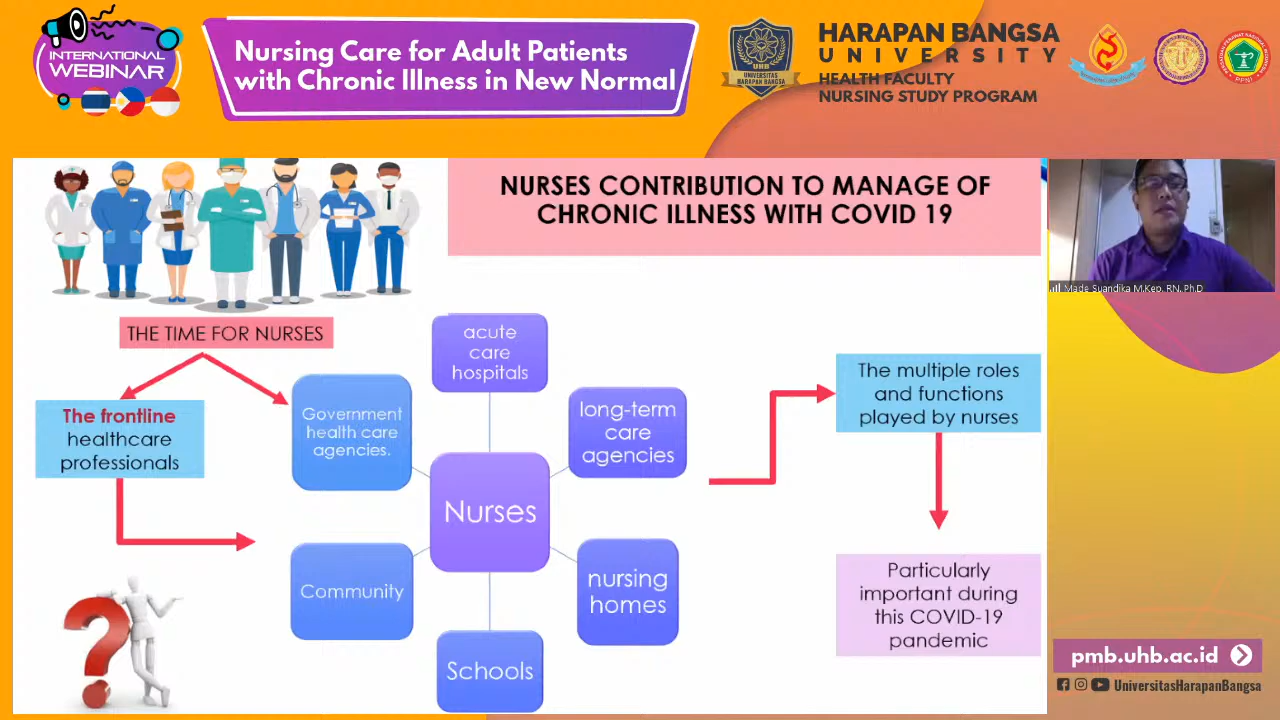 INTERNATIONAL
WEBINAR
Nursing Care for Adult Patients
with Chronic Illness in New Normal
UNIVERSITAS
HARAPAN BANGSA
HARAPAN BANGSA
UNIVERSITY
HEALTH FACULTY
NURSING STUDY PROGRAM
NURSES CONTRIBUTION TO MANAGE OF
CHRONIC ILLNESS WITH COVID 19
Made Suandika M.Kep, RN, Ph.D
THE TIME FOR NURSES
The frontline
healthcare
professionals
Government
health care
agencies.
acute
care
hospitals
long-term
care
agencies
Nurses
Community
nursing
homes
Schools
The multiple roles
and functions
played by nurses
Particularly
important during
this COVID-19
pandemic
pmb.uhb.ac.id
UniversitasHarapanBangsa